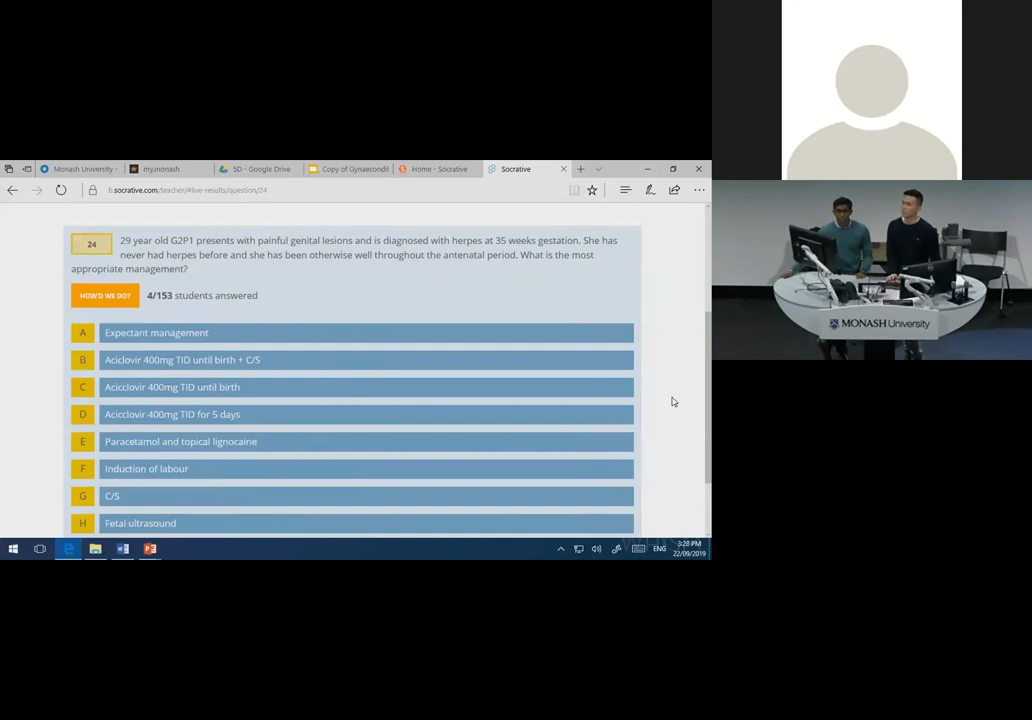 Monash University -
my.monash
5D - Google Drive
Copy of Gynaecondit
Home - Socrative
Socrative
b.socrative.com/teacher/#live-results/question/24
24
29 year old G2P1 presents with painful genital lesions and is diagnosed with herpes at 35 weeks gestation. She has
never had herpes before and she has been otherwise well throughout the antenatal period. What is the most
appropriate management?
HOW'D WE DO?
4/153 students answered
A Expectant management
B Aciclovir 400mg TID until birth + C/S
C Acicclovir 400mg TID until birth
D Acicclovir 400mg TID for 5 days
E Paracetamol and topical lignocaine
F Induction of labour
G C/S
H Fetal ultrasound
ENG
3:28 PM
22/09/2019
MONASH University